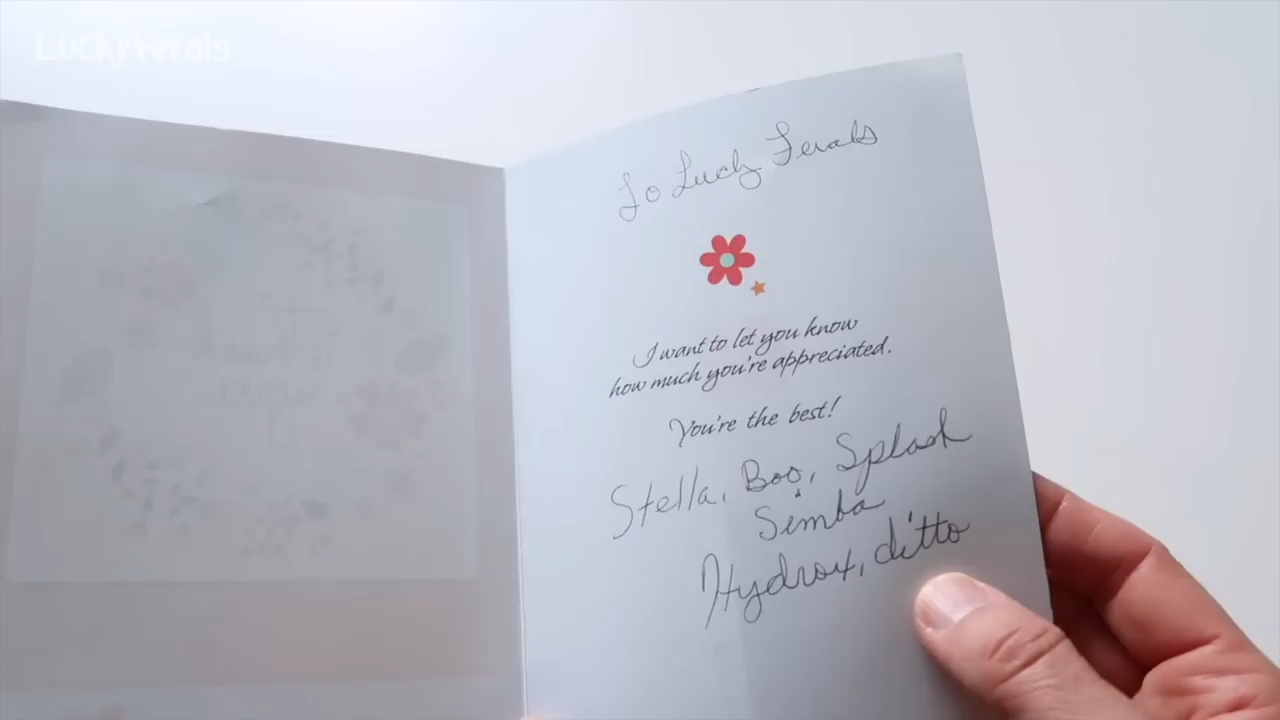 LuckyFerals
To Lucky Ferals
I want to let you know
how much you're appreciated.
You're the best!
Stella, Boo, Splash
Simba
Hydrox, ditto